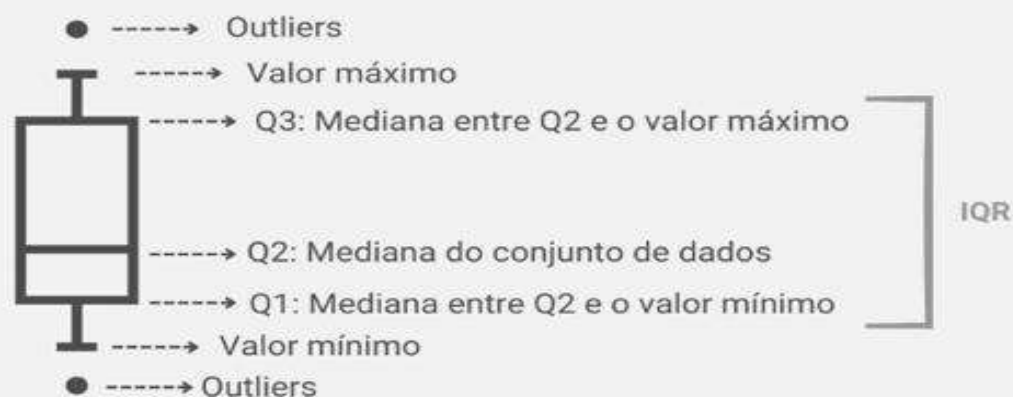 Outliers
Valor máximo
Q3: Mediana entre Q2 e o valor máximo
IQR
Q2: Mediana do conjunto de dados
Q1: Mediana entre Q2 e o valor mínimo
Valor mínimo
Outliers